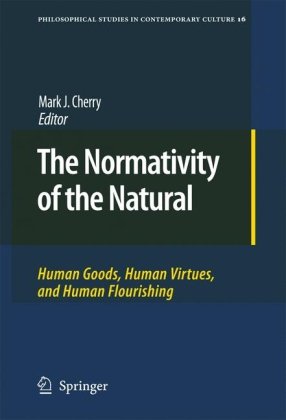 PHILOSOPHICAL STUDIES IN CONTEMPORARY CULTURE 16
Mark J. Cherry
Editor
The Normativity
of the Natural
Human Goods, Human Virtues,
and Human Flourishing
Springer